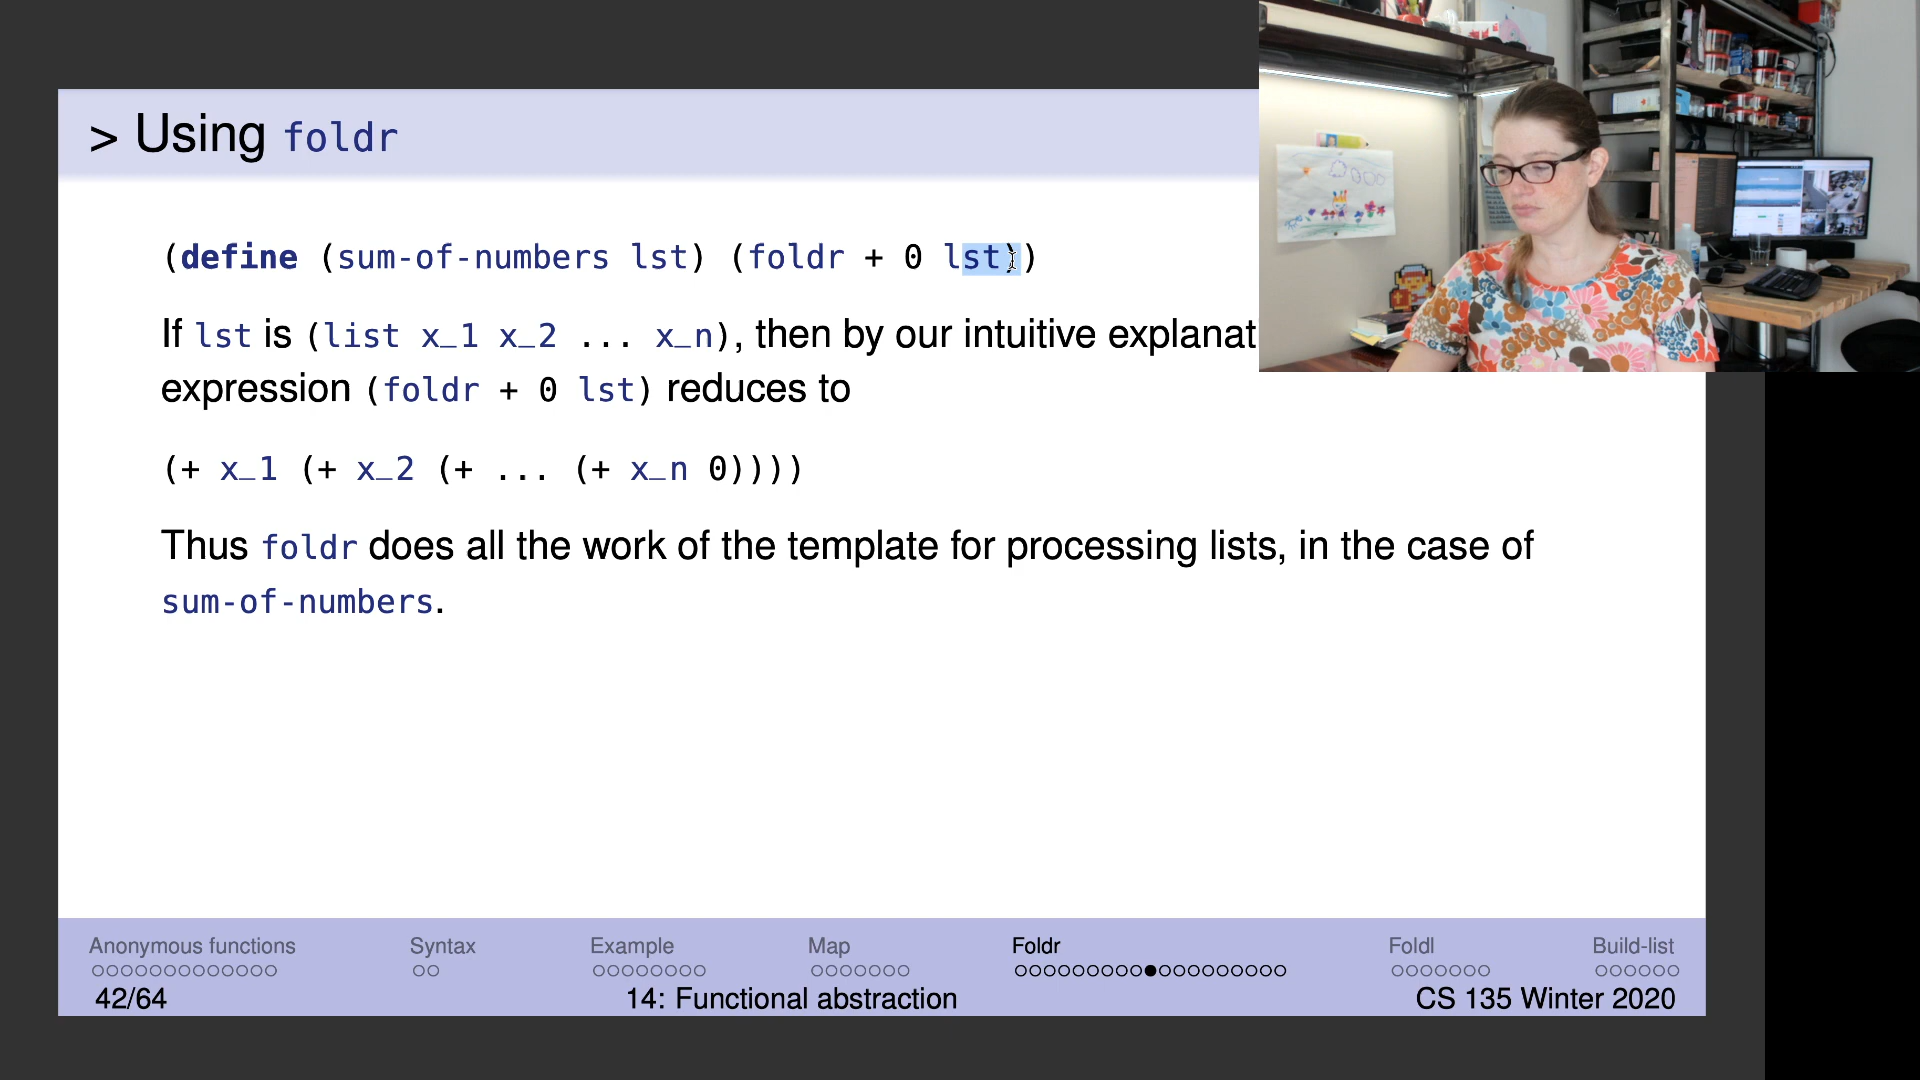 > Using foldr
(define (sum-of-numbers lst) (foldr + 0 lst))
If lst is (list x_1 x_2 ... x_n), then by our intuitive explanat
expression (foldr + 0 lst) reduces to
(+ x_1 (+ x_2 (+ ... (+ x_n 0))))
Thus foldr does all the work of the template for processing lists, in the case of
sum-of-numbers.
Anonymous functions Syntax Example Map Foldr Foldl Build-list
42/64 14: Functional abstraction CS 135 Winter 2020